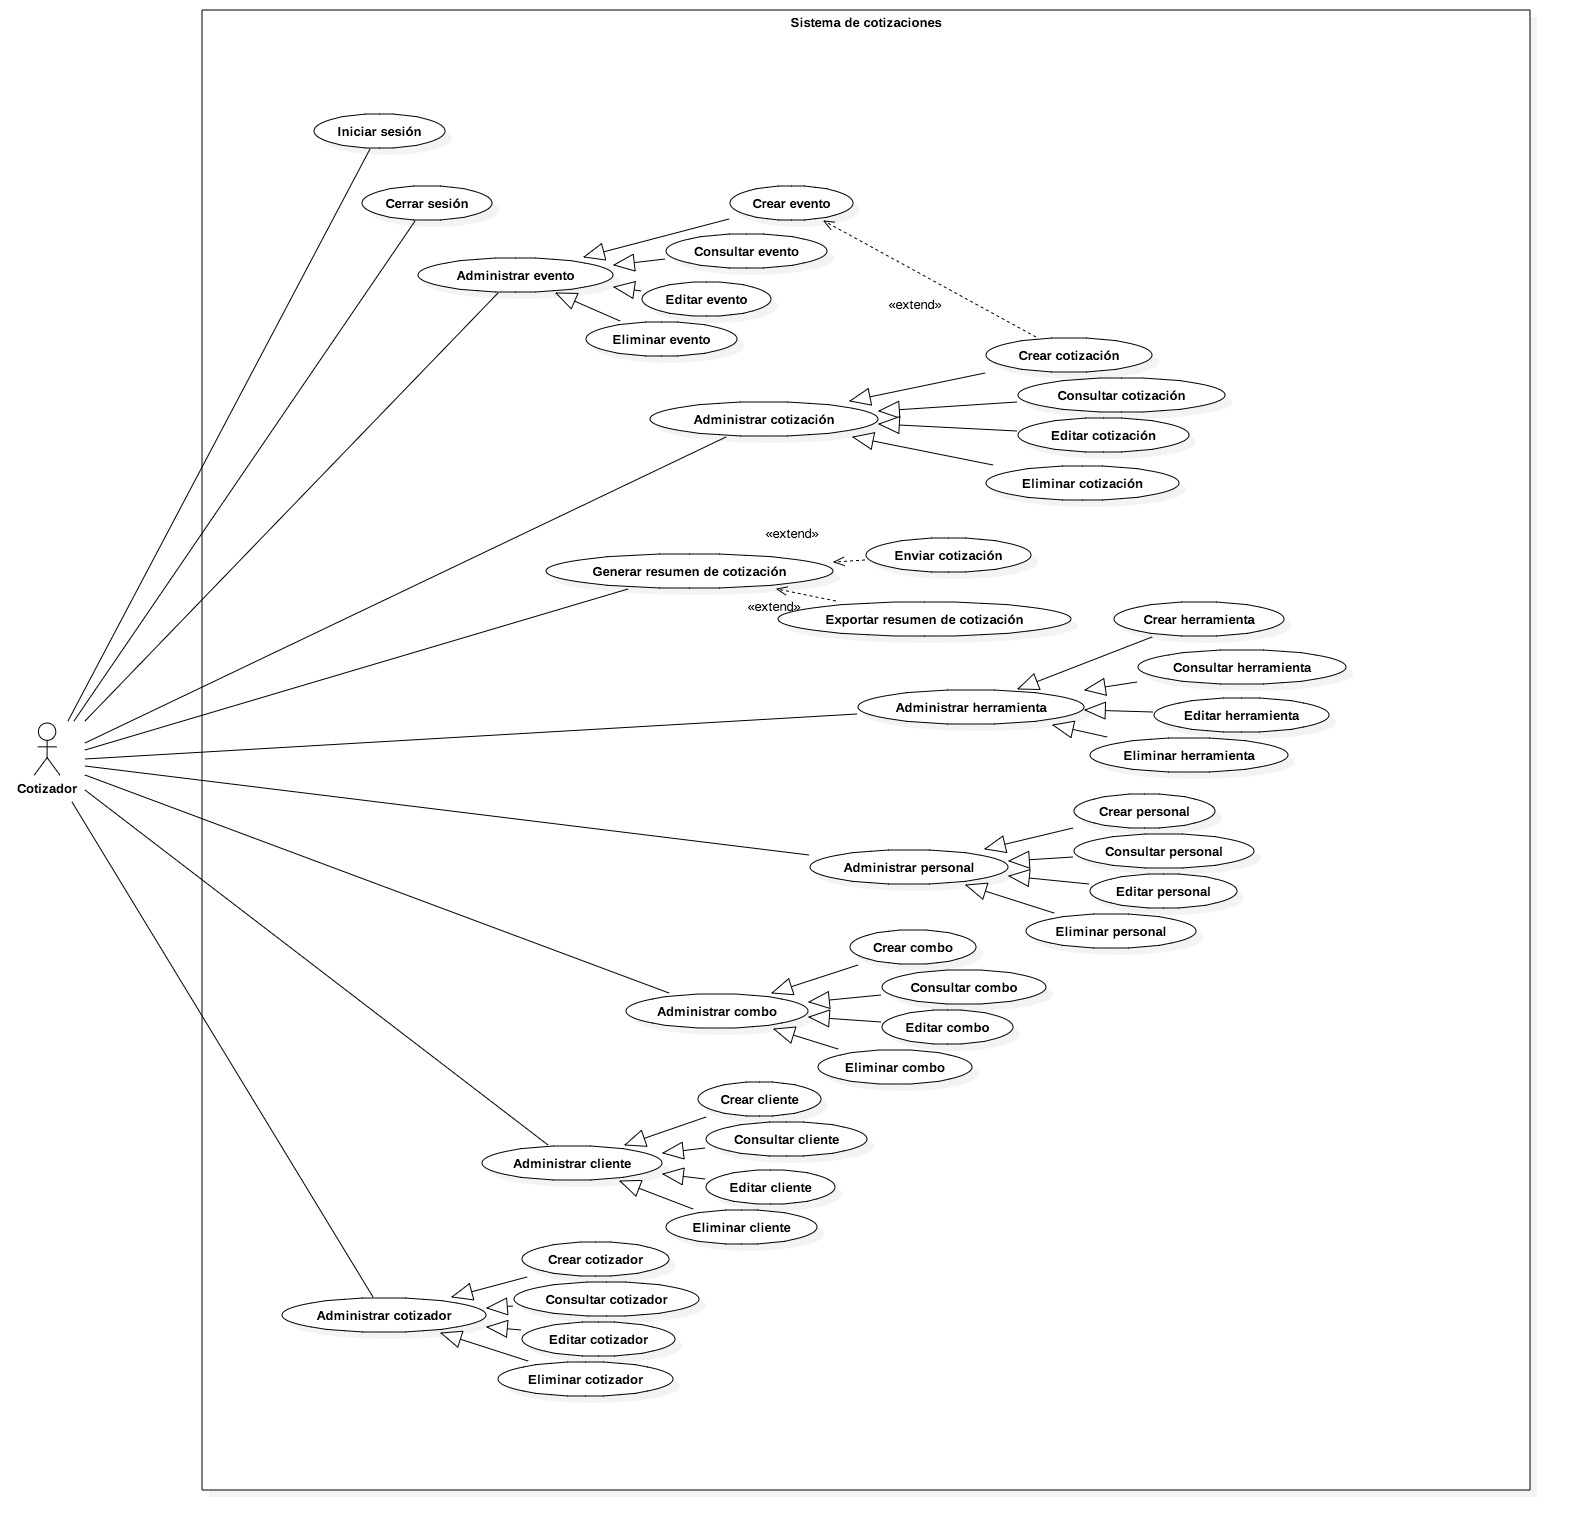 Sistema de cotizaciones
Iniciar sesión
Cerrar sesión
Crear evento
Consultar evento
Administrar evento
Editar evento
«extend»
Eliminar evento
Crear cotización
Consultar cotización
Administrar cotización
Editar cotización
Eliminar cotización
«extend»
Enviar cotización
Generar resumen de cotización
«extend»
Exportar resumen de cotización
Crear herramienta
Consultar herramienta
Administrar herramienta
Editar herramienta
Eliminar herramienta
Cotizador
Crear personal
Consultar personal
Administrar personal
Editar personal
Eliminar personal
Crear combo
Consultar combo
Administrar combo
Editar combo
Eliminar combo
Crear cliente
Consultar cliente
Administrar cliente
Editar cliente
Eliminar cliente
Crear cotizador
Consultar cotizador
Administrar cotizador
Editar cotizador
Eliminar cotizador